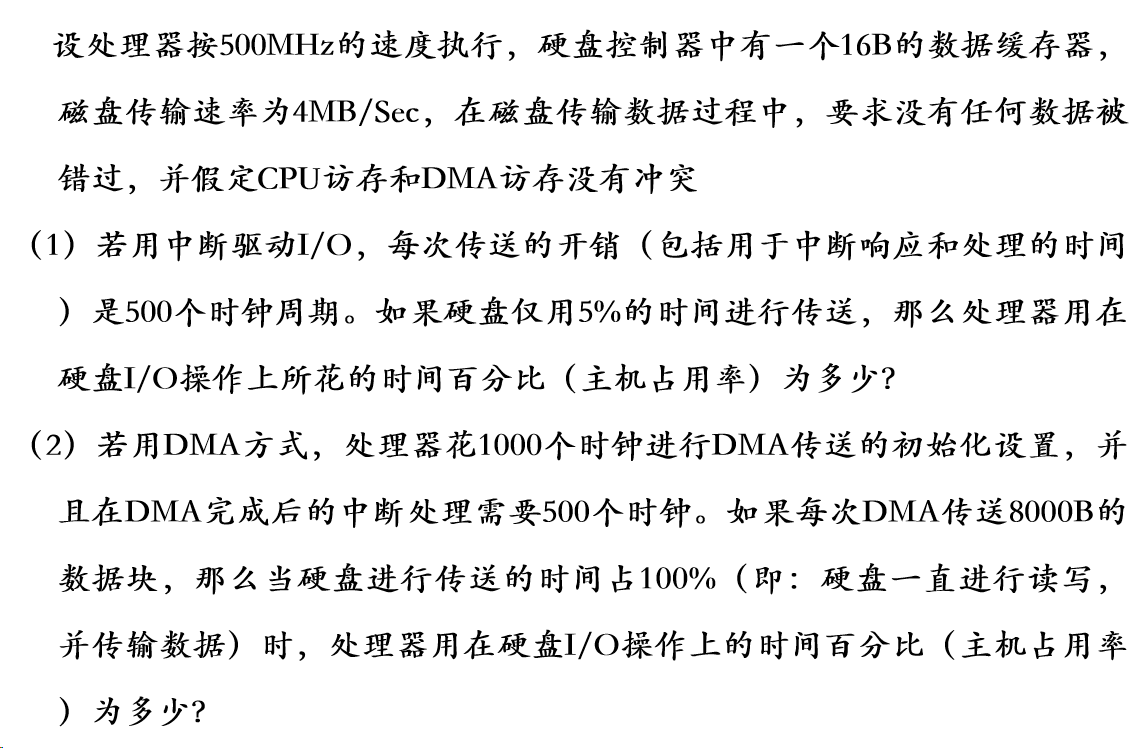 设处理器按500MHz的速度执行，硬盘控制器中有一个16B的数据缓存器，
磁盘传输速率为4MB/Sec，在磁盘传输数据过程中，要求没有任何数据被
错过，并假定CPU访存和DMA访存没有冲突
（1）若用中断驱动I/O，每次传送的开销（包括用于中断响应和处理的时间
）是500个时钟周期。如果硬盘仅用5%的时间进行传送，那么处理器用在
硬盘I/O操作上所花的时间百分比（主机占用率）为多少?
（2）若用DMA方式，处理器花1000个时钟进行DMA传送的初始化设置，并
且在DMA完成后的中断处理需要500个时钟。如果每次DMA传送8000B的
数据块，那么当硬盘进行传送的时间占100%（即：硬盘一直进行读写，
并传输数据）时，处理器用在硬盘I/O操作上的时间百分比（主机占用率
）为多少?